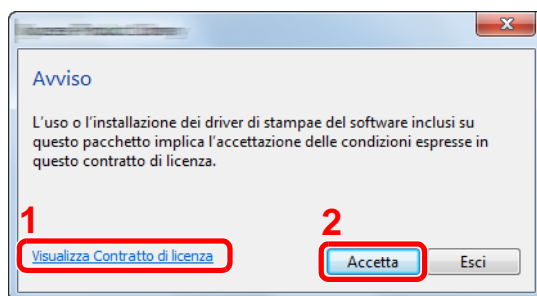 Avviso
L'uso o l'installazione dei driver di stampae del software inclusi su
questo pacchetto implica l'accettazione delle condizioni espresse in
questo contratto di licenza.
1
2
Visualizza Contratto di licenza
Accetta
Esci